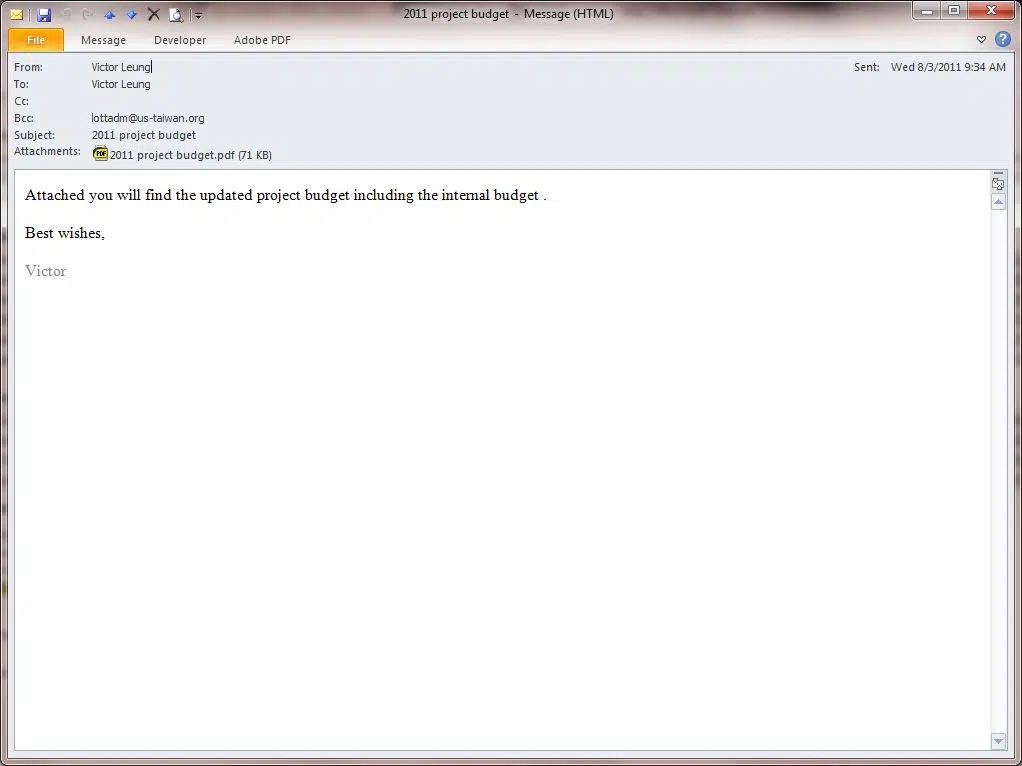 2011 project budget - Message (HTML)
File Message Developer Adobe PDF
From: Victor Leung Sent: Wed 8/3/2011 9:34 AM
To: Victor Leung
Cc:
Bcc: lottadm@us-taiwan.org
Subject: 2011 project budget
Attachments: PDF 2011 project budget.pdf (71 KB)
Attached you will find the updated project budget including the internal budget .
Best wishes,
Victor